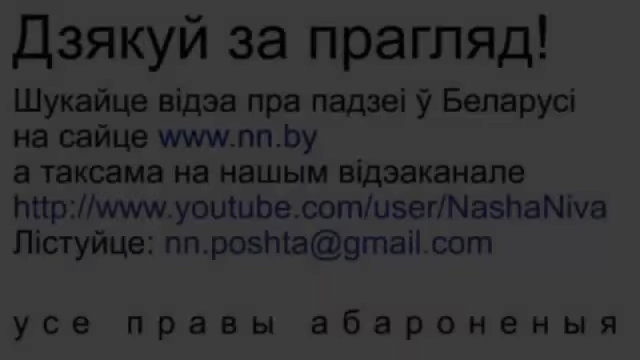 Дзякуй за прагляд!
Шукайце відэа пра падзеі ў Беларусі
на сайце www.nn.by
а таксама на нашым відэаканале
http://www.youtube.com/user/NashaNiva
Лістуйце: nn.poshta@gmail.com
усе правы абароненыя